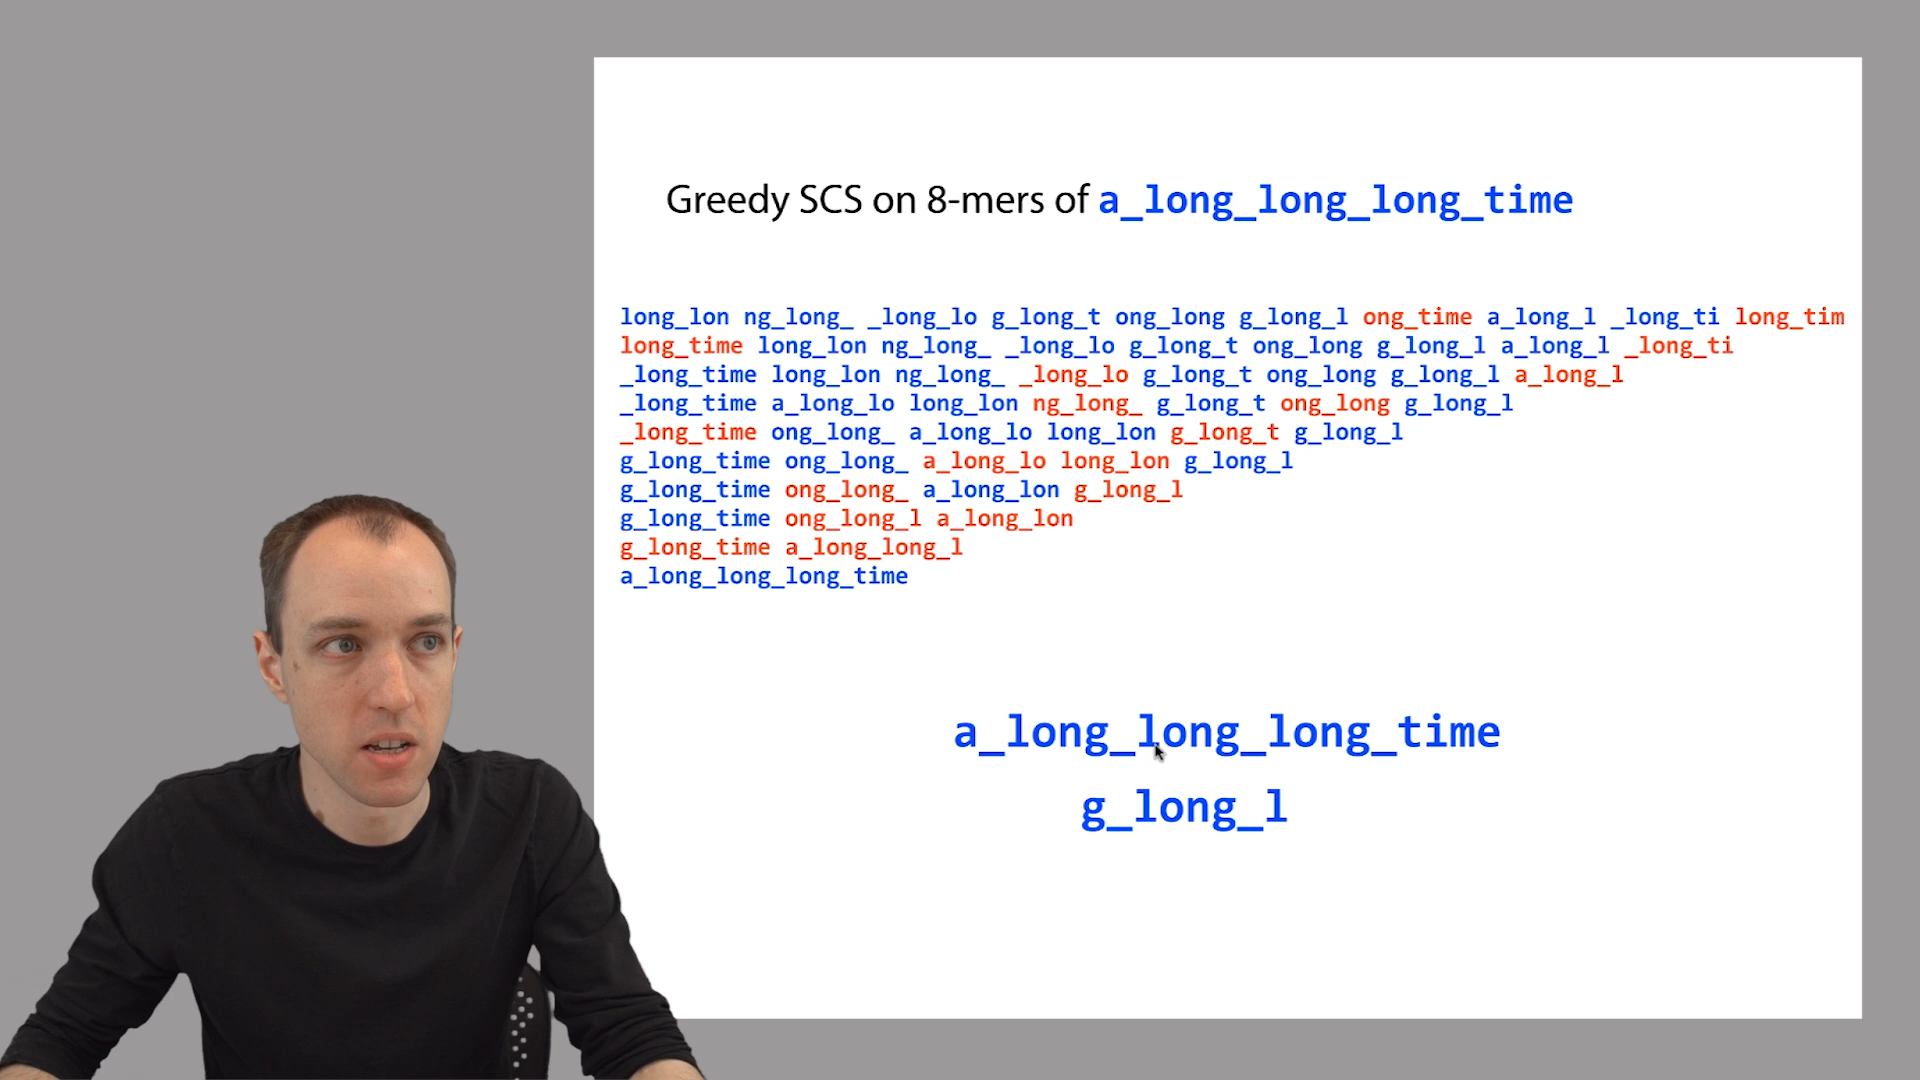 Greedy SCS on 8-mers of a_long_long_long_time
long_lon ng_long_ _long_lo g_long_t ong_long g_long_l ong_time a_long_l _long_ti long_tim
long_time long_lon ng_long_ _long_lo g_long_t ong_long g_long_l a_long_l _long_ti
_long_time long_lon ng_long_ _long_lo g_long_t ong_long g_long_l a_long_l
_long_time a_long_lo long_lon ng_long_ g_long_t ong_long g_long_l
_long_time ong_long_ a_long_lo long_lon g_long_t g_long_l
g_long_time ong_long_ a_long_lo long_lon g_long_l
g_long_time ong_long_ a_long_lon g_long_l
g_long_time ong_long_l a_long_lon
g_long_time a_long_long_l
a_long_long_long_time
a_long_long_long_time
g_long_l